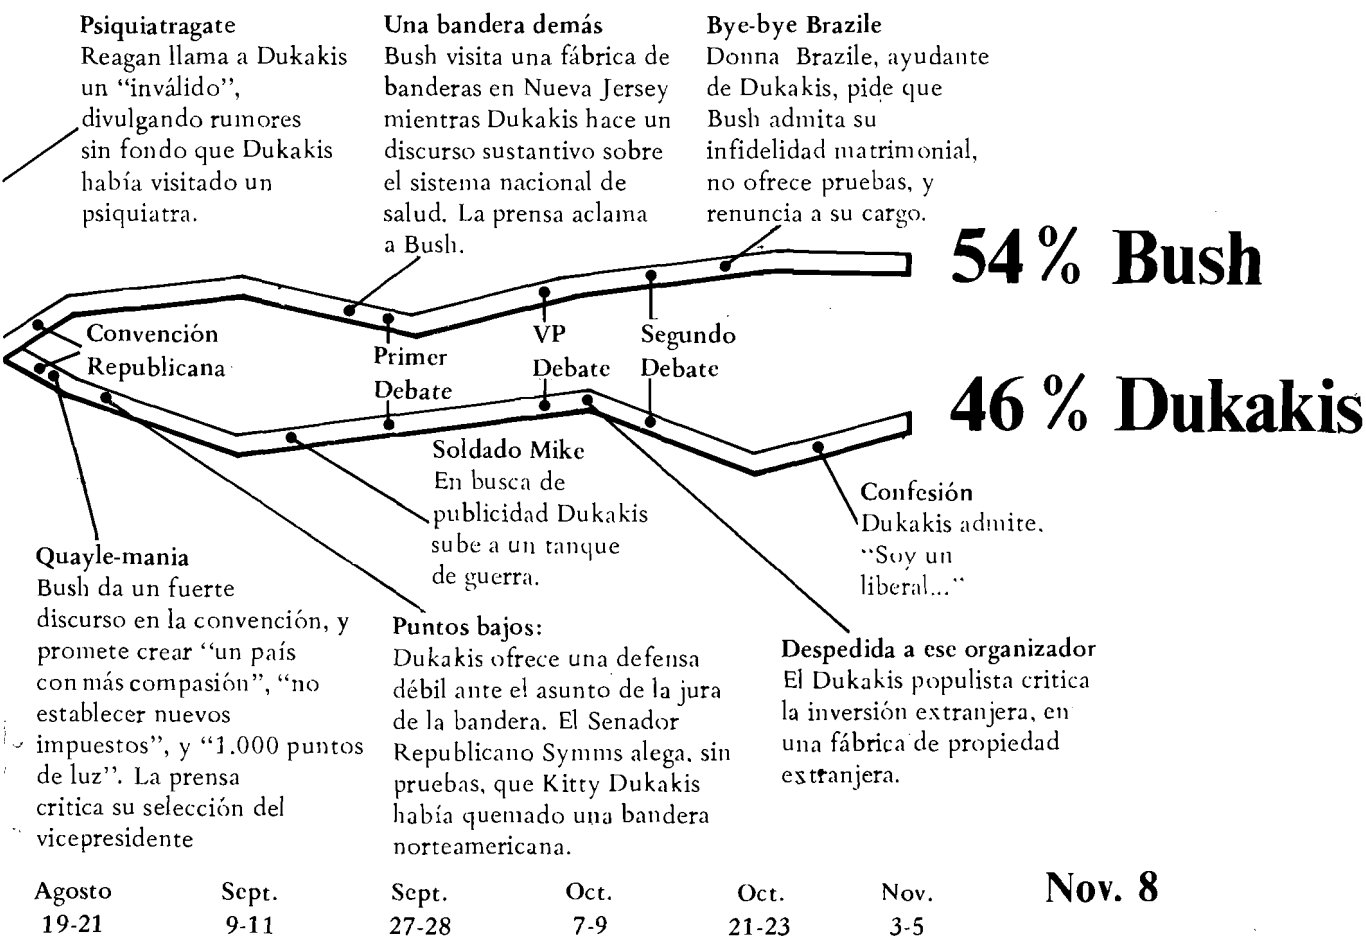 Psiquiatragate
Reagan llama a Dukakis
un “inválido”,
divulgando rumores
sin fondo que Dukakis
había visitado un
psiquiatra.
Una bandera demás
Bush visita una fábrica de
banderas en Nueva Jersey
mientras Dukakis hace un
discurso sustantivo sobre
el sistema nacional de
salud. La prensa aclama
a Bush.
Bye-bye Brazile
Donna Brazile, ayudante
de Dukakis, pide que
Bush admita su
infidelidad matrimonial,
no ofrece pruebas, y
renuncia a su cargo.
54% Bush
Convención
Republicana
Primer
Debate
VP
Debate
Segundo
Debate
46% Dukakis
Soldado Mike
En busca de
publicidad Dukakis
sube a un tanque
de guerra.
Confesión
Dukakis admite.
“Soy un
liberal...“
Quayle-mania
Bush da un fuerte
discurso en la convención, y
promete crear “un país
con más compasión”, “no
establecer nuevos
impuestos”, y “1.000 puntos
de luz”. La prensa
critica su selección del
vicepresidente
Puntos bajos:
Dukakis ofrece una defensa
débil ante el asunto de la jura
de la bandera. El Senador
Republicano Symms alega, sin
pruebas, que Kitty Dukakis
había quemado una bandera
norteamericana.
Despedida a ese organizador
El Dukakis populista critica
la inversión extranjera, en
una fábrica de propiedad
extranjera.
Agosto
19-21
Sept.
9-11
Sept.
27-28
Oct.
7-9
Oct.
21-23
Nov.
3-5
Nov. 8